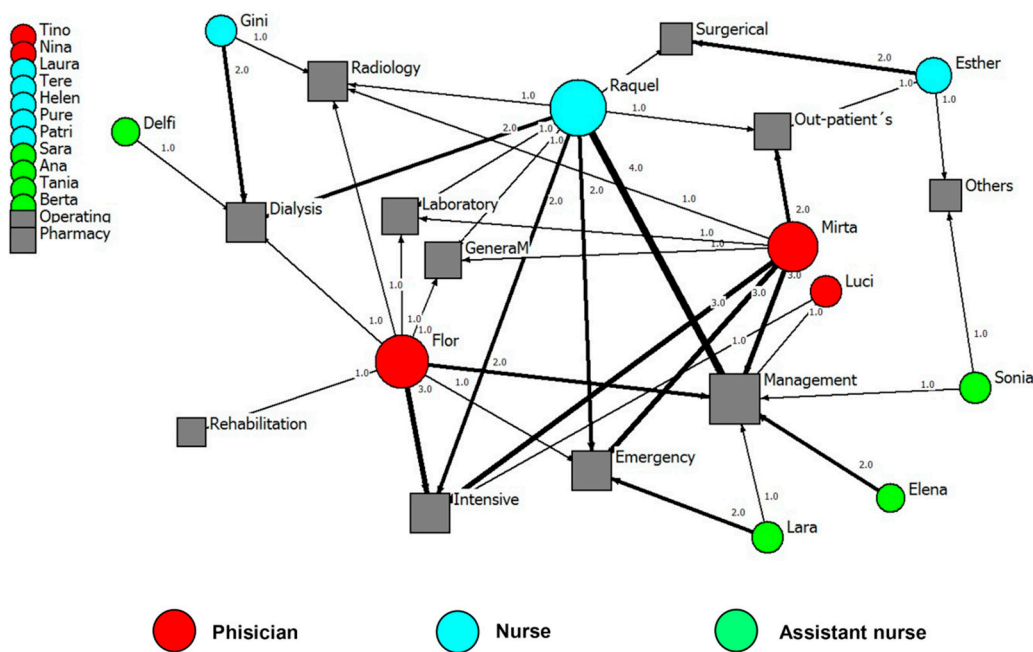 Tino
Nina
Laura
Tere
Helen
Pure
Patri
Sara
Ana
Tania
Berta
Operating
Pharmacy
Gini
1.0
2.0
Radiology
Surgerical
2.0
Esther
1.0
1.0
Raquel
1.0
1.0
Out-patient´s
Delfi
1.0
2.0
1.0
1.0
4.0
2.0
2.0
Others
Dialysis
Laboratory
1.0
2.0
Mirta
1.0
1.0
GeneraM
3.0
3.0
3.0
Luci
1.0
1.0
1.0
1.0
1.0
1.0
Flor
2.0
1.0
1.0
3.0
1.0
Management
1.0
Sonia
Rehabilitation
Emergency
Intensive
2.0
Elena
1.0
2.0
Lara
Phisician
Nurse
Assistant nurse